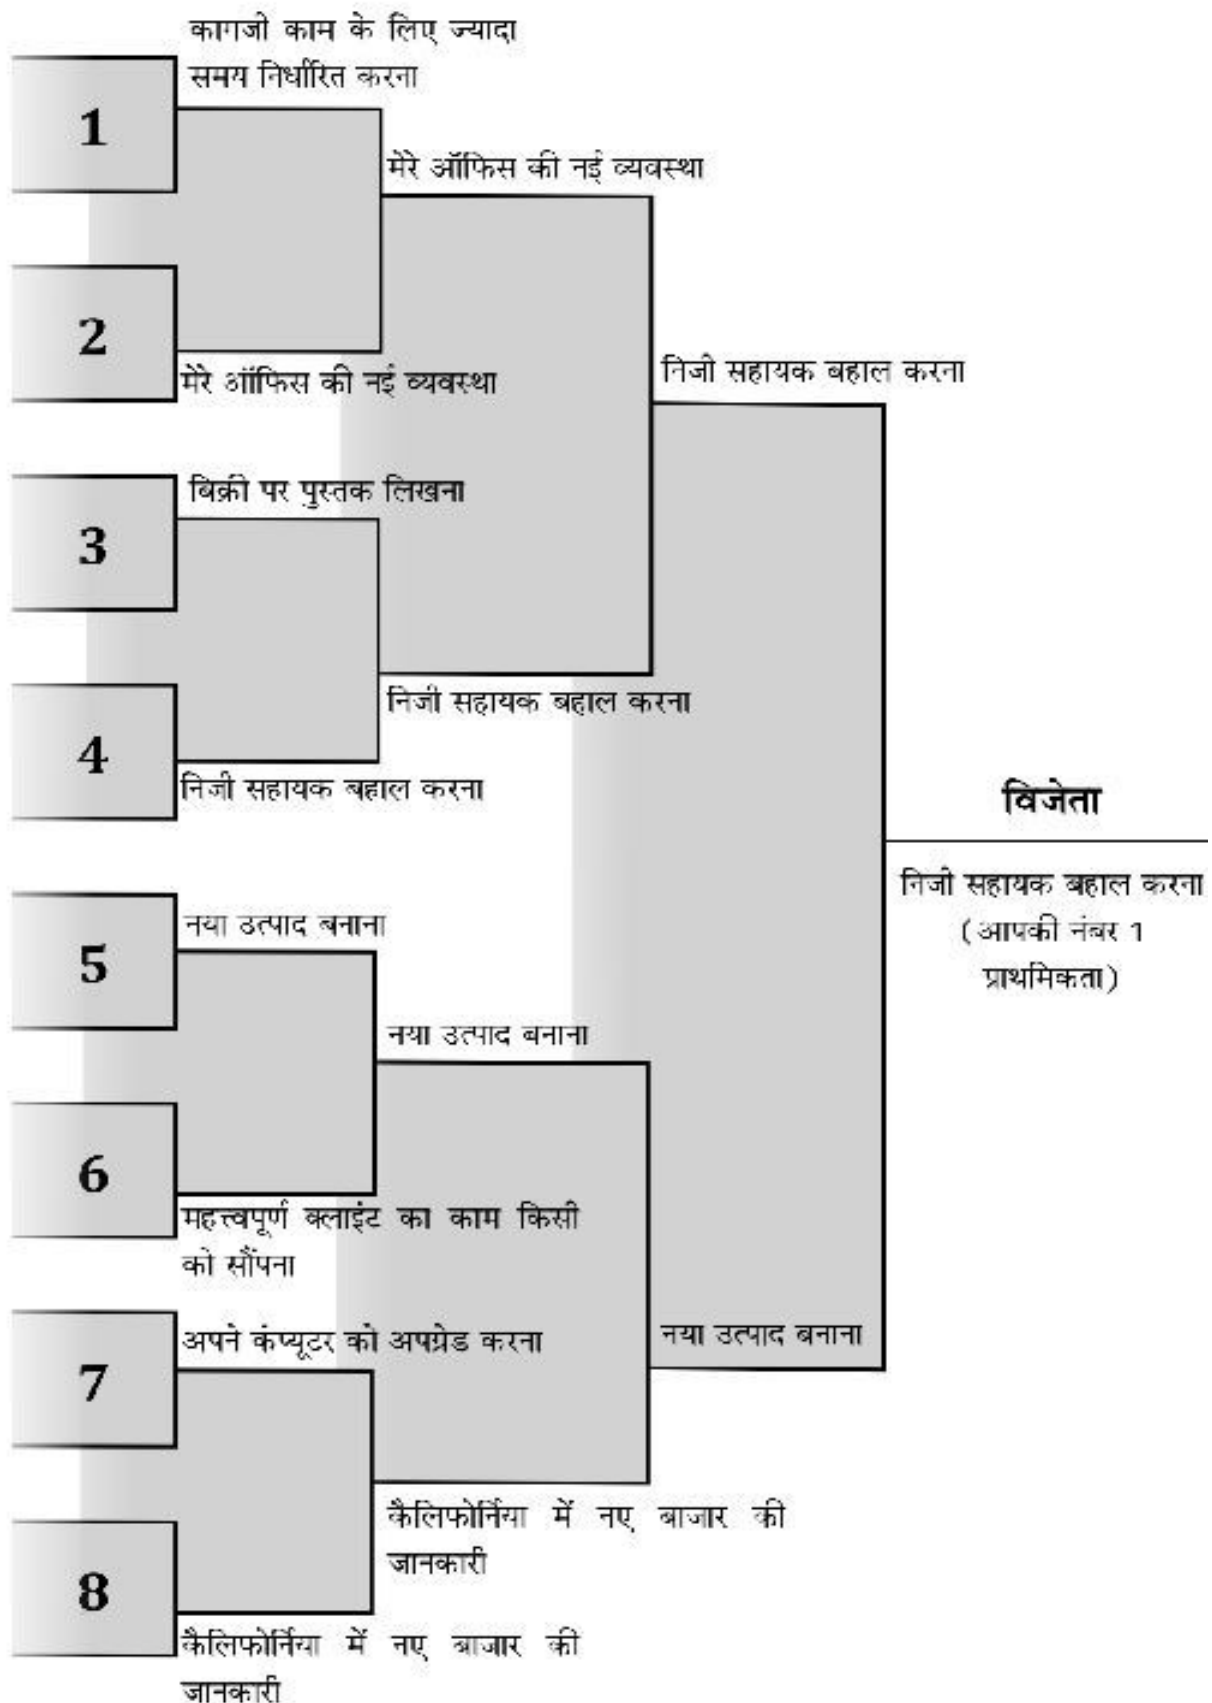 कागजी काम के लिए ज्यादा
समय निर्धारित करना
1
मेरे ऑफिस की नई व्यवस्था
2
मेरे ऑफिस की नई व्यवस्था
निजी सहायक बहाल करना
बिक्री पर पुस्तक लिखना
3
निजी सहायक बहाल करना
4
निजी सहायक बहाल करना
विजेता
निजी सहायक बहाल करना
(आपकी नंबर 1
प्राथमिकता)
नया उत्पाद बनाना
5
नया उत्पाद बनाना
6
महत्त्वपूर्ण क्लाइंट का काम किसी
को सौंपना
अपने कंप्यूटर को अपग्रेड करना
नया उत्पाद बनाना
7
कैलिफोर्निया में नए बाजार की
जानकारी
8
कैलिफोर्निया में नए बाजार की
जानकारी